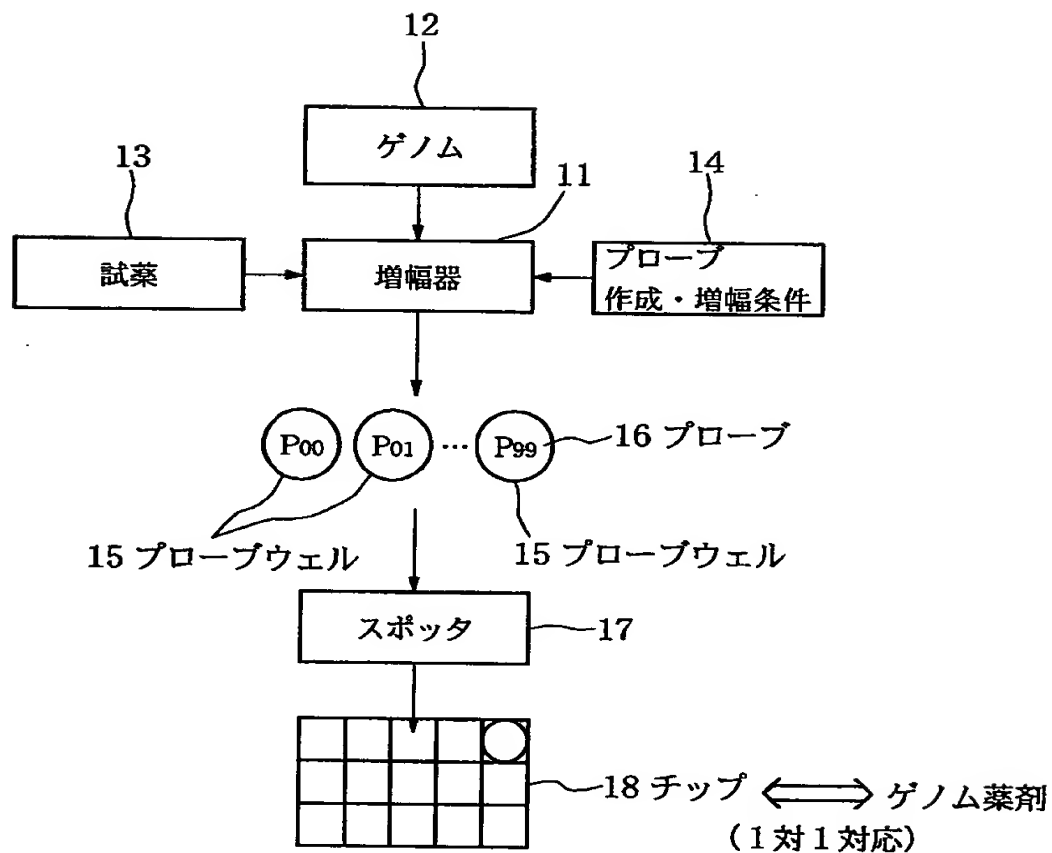 12
ゲノム
13
11
14
試薬
増幅器
プローブ
作成・増幅条件
P00
P01
…
P99
16 プローブ
15 プローブウェル
15 プローブウェル
スポッタ
17
18 チップ
ゲノム薬剤
(1対1対応)